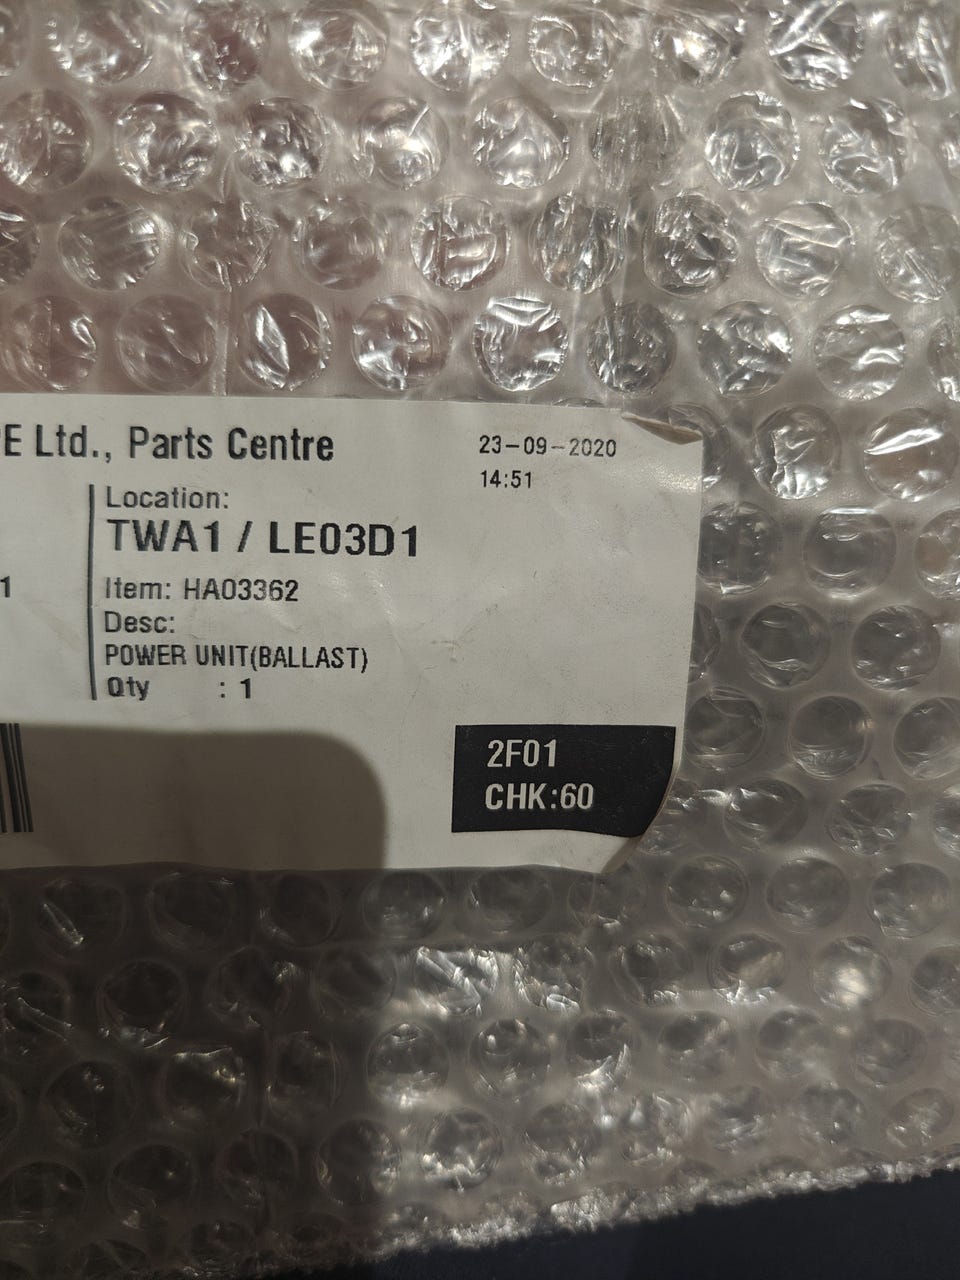 E Ltd., Parts Centre
23-09-2020
14:51
Location:
TWA1 / LE03D1
1
Item: HA03362
Desc:
POWER UNIT(BALLAST)
Qty : 1
2F01
CHK:60